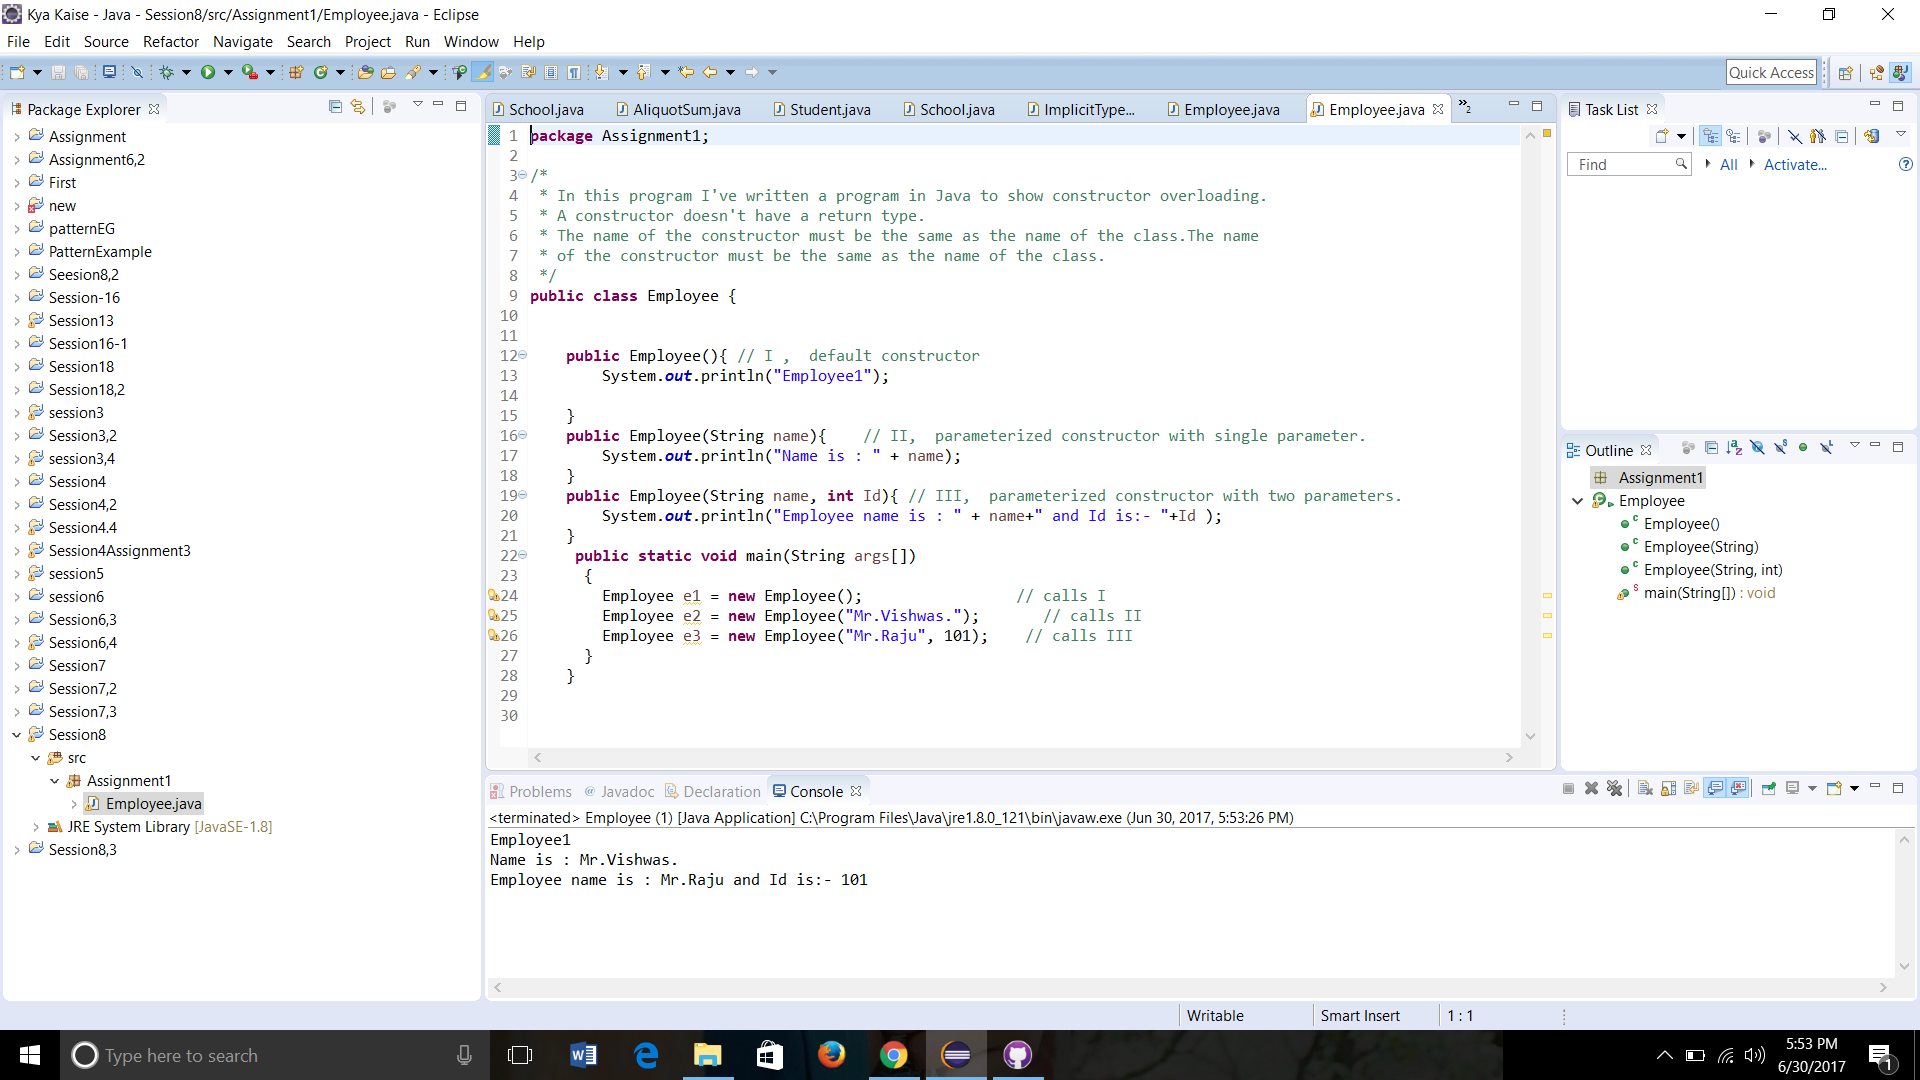 Kya Kaise - Java - Session8/src/Assignment1/Employee.java - Eclipse
File Edit Source Refactor Navigate Search Project Run Window Help
Quick Access
Package Explorer
Assignment
Assignment6,2
First
new
patternEG
PatternExample
Seesion8,2
Session-16
Session13
Session16-1
Session18
Session18,2
session3
Session3,2
session3,4
Session4
Session4,2
Session4.4
Session4Assignment3
session5
session6
Session6,3
Session6,4
Session7
Session7,2
Session7,3
Session8
src
Assignment1
Employee.java
JRE System Library [JavaSE-1.8]
Session8,3
School.java AliquotSum.java Student.java School.java ImplicitType... Employee.java Employee.java »2
1 package Assignment1;
2
3 /*
4 * In this program I've written a program in Java to show constructor overloading.
5 * A constructor doesn't have a return type.
6 * The name of the constructor must be the same as the name of the class.The name
7 * of the constructor must be the same as the name of the class.
8 */
9 public class Employee {
10
11
12 public Employee(){ // I ,  default constructor
13 System.out.println("Employee1");
14
15 }
16 public Employee(String name){    // II,  parameterized constructor with single parameter.
17 System.out.println("Name is : " + name);
18 }
19 public Employee(String name, int Id){ // III,  parameterized constructor with two parameters.
20 System.out.println("Employee name is : " + name+" and Id is:- "+Id );
21 }
22 public static void main(String args[])
23 {
24 Employee e1 = new Employee();                 // calls I
25 Employee e2 = new Employee("Mr.Vishwas.");       // calls II
26 Employee e3 = new Employee("Mr.Raju", 101);    // calls III
27 }
28 }
29
30
Task List
Find All Activate...
Outline
Assignment1
Employee
Employee()
Employee(String)
Employee(String, int)
main(String[]) : void
Problems Javadoc Declaration Console
<terminated> Employee (1) [Java Application] C:\Program Files\Java\jre1.8.0_121\bin\javaw.exe (Jun 30, 2017, 5:53:26 PM)
Employee1
Name is : Mr.Vishwas.
Employee name is : Mr.Raju and Id is:- 101
Writable Smart Insert 1 : 1
Type here to search
5:53 PM
6/30/2017
1